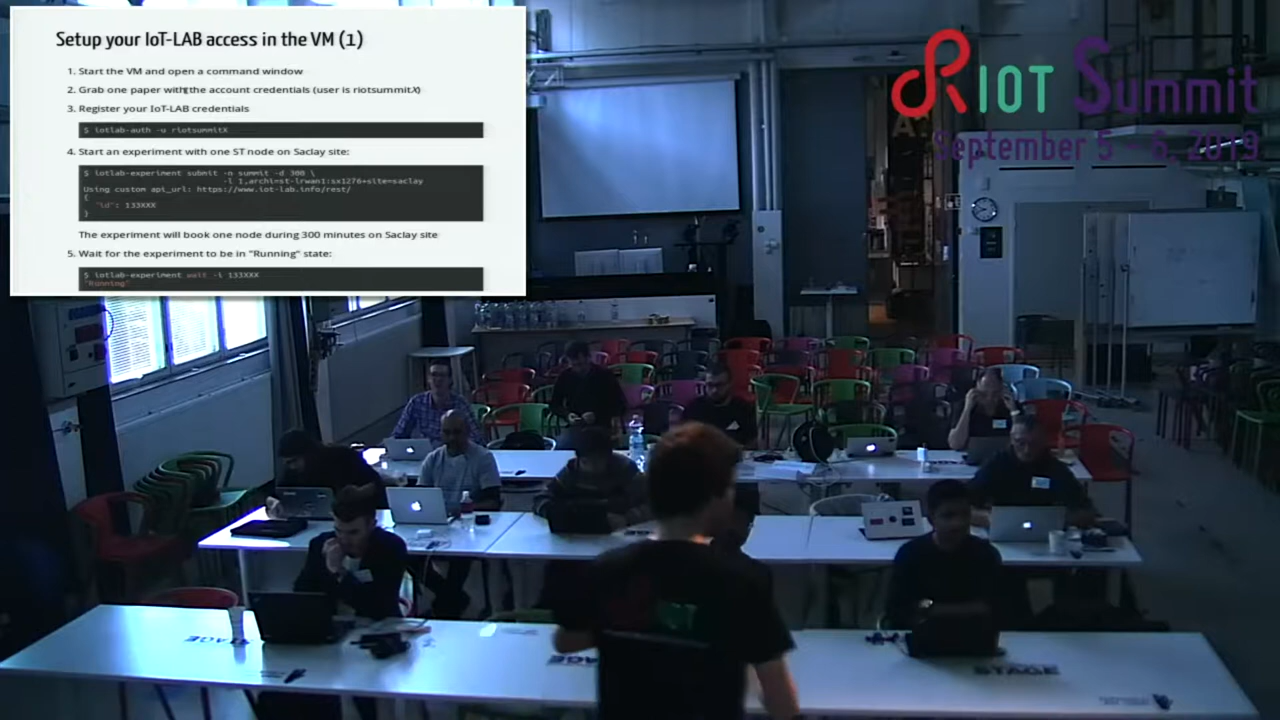 Setup your IoT-LAB access in the VM (1)
1. Start the VM and open a command window
2. Grab one paper with the account credentials (user is riotsummitX)
3. Register your IoT-LAB credentials
$ iotlab-auth -u riotsummitX
4. Start an experiment with one ST node on Saclay site:
$ iotlab-experiment submit -n summit -d 300 \
-l 1,archi=st-lrwan1:sx1276+site=saclay
Using custom api_url: https://www.iot-lab.info/rest/
{
"id": 133XXX
}
The experiment will book one node during 300 minutes on Saclay site
5. Wait for the experiment to be in "Running" state:
$ iotlab-experiment wait -i 133XXX
"Running"
RIOT Summit
September 5 - 6, 2019
STAGE
STAGE
STAGE